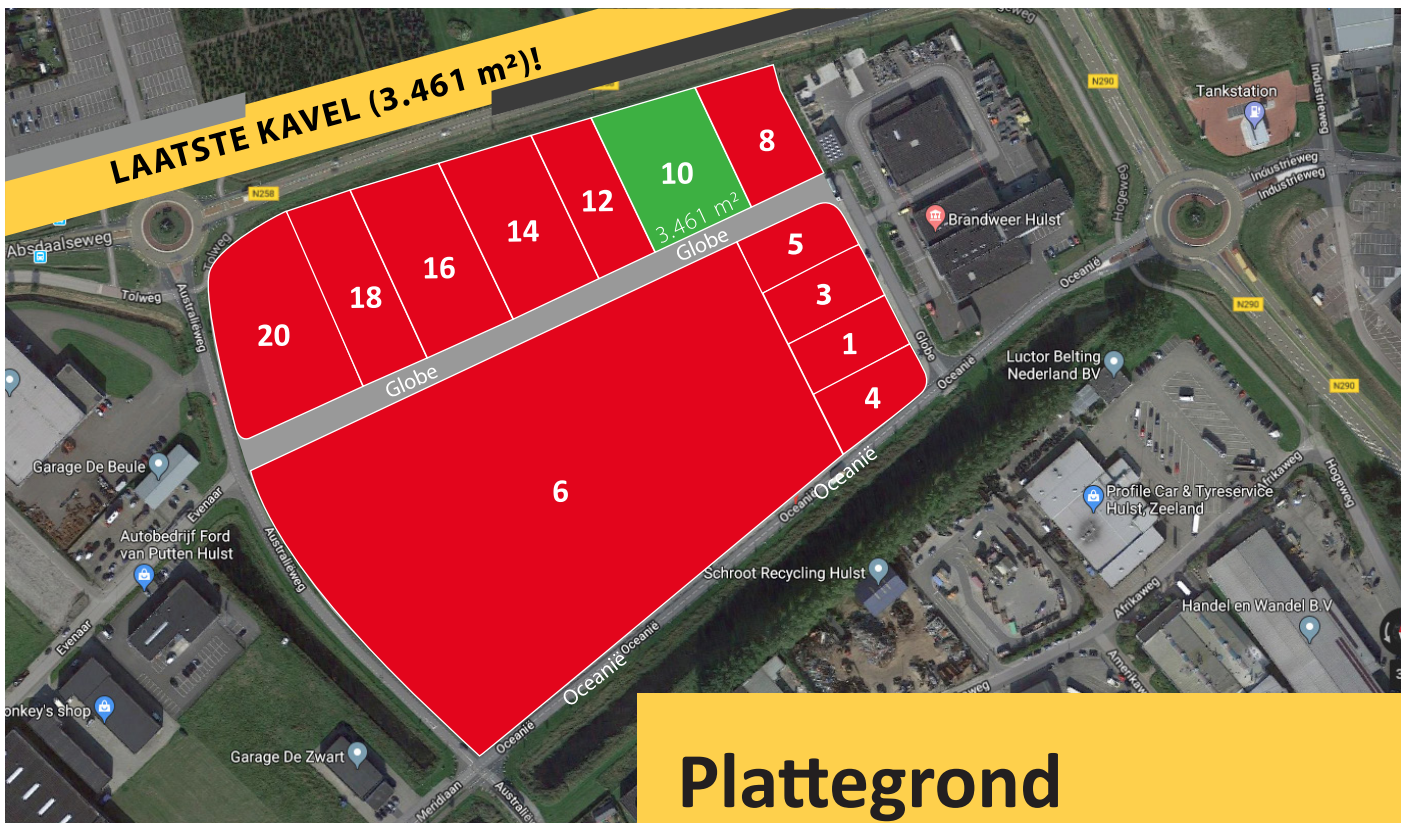 LAATSTE KAVEL (3.461 m²)!
N290
Tankstation
Industrieweg
Industrieweg
Industrieweg
Hogeweg
N258
Absdaalseweg
Tolweg
Tolweg
Australiëweg
8
10
3.461 m²
12
14
16
18
20
Globe
Globe
Globe
5
3
1
4
6
Brandweer Hulst
Oceanië
N290
N290
Oceanië
Luctor Belting
Nederland BV
Garage De Beule
Evenaar
Autobedrijf Ford
van Putten Hulst
Australiëweg
Oceanië
Profile Car & Tyreservice
Hulst, Zeeland
Afrikaweg
Hogeweg
Schroot Recycling Hulst
Afrikaweg
Handel en Wandel B.V
Evenaar
Oceanië
Oceanië
onkey's shop
Garage De Zwart
Oceanië
Meridiaan
Plattegrond